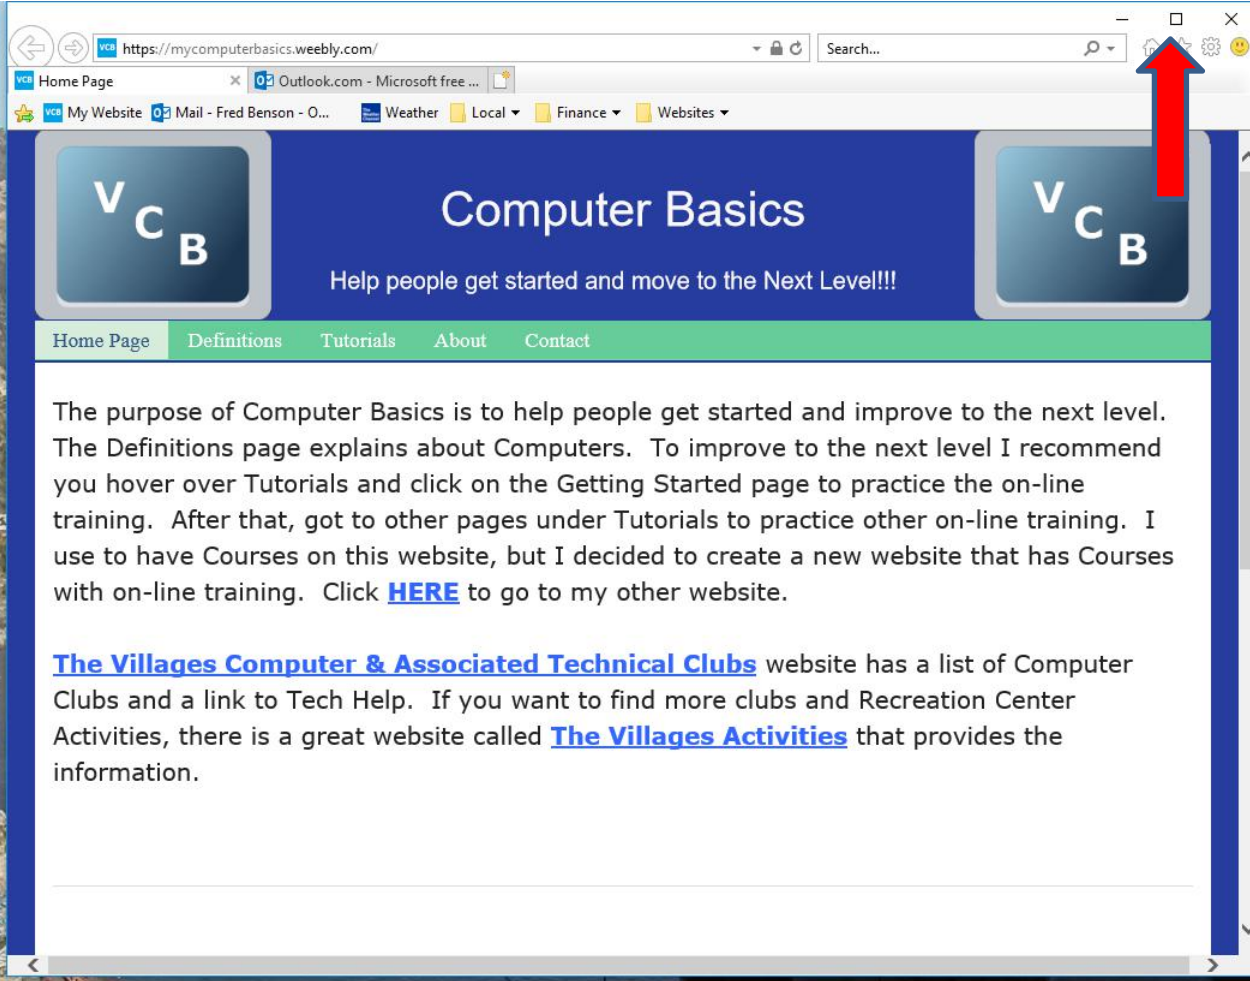 https://mycomputerbasics.weebly.com/
Search...
VCB Home Page
Outlook.com - Microsoft free ...
VCB My Website
Mail - Fred Benson - O...
Weather
Local
Finance
Websites
V C B
Computer Basics
Help people get started and move to the Next Level!!!
V C B
Home Page Definitions Tutorials About Contact
The purpose of Computer Basics is to help people get started and improve to the next level.
The Definitions page explains about Computers. To improve to the next level I recommend
you hover over Tutorials and click on the Getting Started page to practice the on-line
training. After that, got to other pages under Tutorials to practice other on-line training. I
use to have Courses on this website, but I decided to create a new website that has Courses
with on-line training. Click HERE to go to my other website.
The Villages Computer & Associated Technical Clubs website has a list of Computer
Clubs and a link to Tech Help. If you want to find more clubs and Recreation Center
Activities, there is a great website called The Villages Activities that provides the
information.